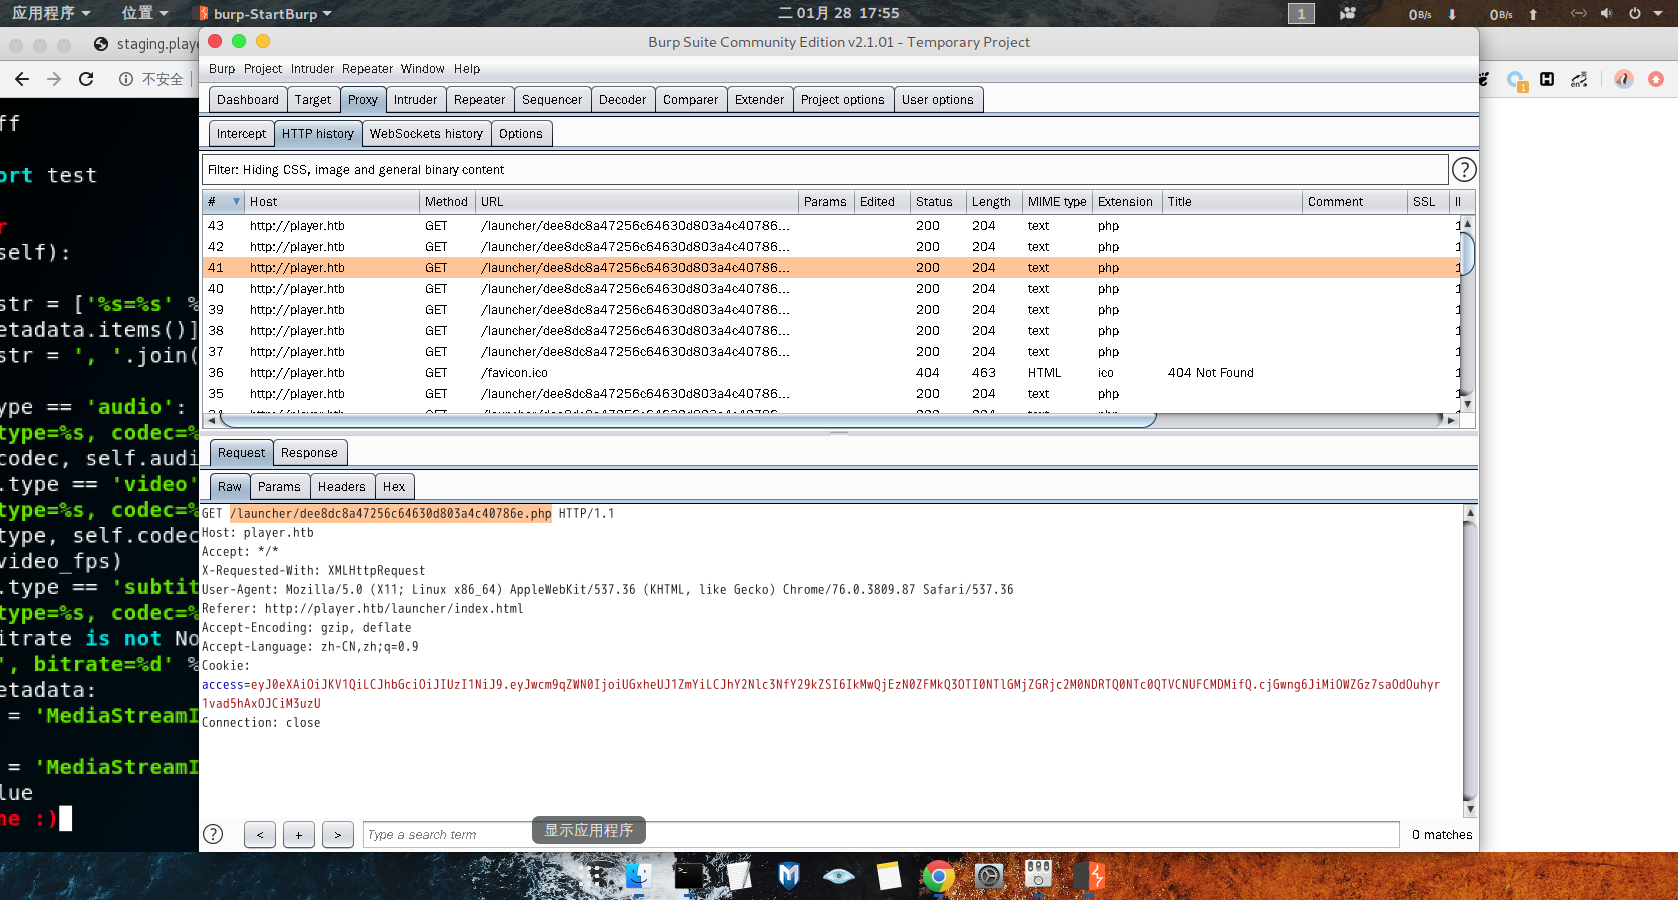 应用程序 位置 burp-StartBurp 二 01月 28 17:55 1 0B/s 0B/s
staging.playe
Burp Suite Community Edition v2.1.01 - Temporary Project
不安全
Burp Project Intruder Repeater Window Help
Dashboard Target Proxy Intruder Repeater Sequencer Decoder Comparer Extender Project options User options
Intercept HTTP history WebSockets history Options
Filter: Hiding CSS, image and general binary content
# Host Method URL Params Edited Status Length MIME type Extension Title Comment SSL
43 http://player.htb GET /launcher/dee8dc8a47256c64630d803a4c40786... 200 204 text php
42 http://player.htb GET /launcher/dee8dc8a47256c64630d803a4c40786... 200 204 text php
41 http://player.htb GET /launcher/dee8dc8a47256c64630d803a4c40786... 200 204 text php
40 http://player.htb GET /launcher/dee8dc8a47256c64630d803a4c40786... 200 204 text php
39 http://player.htb GET /launcher/dee8dc8a47256c64630d803a4c40786... 200 204 text php
38 http://player.htb GET /launcher/dee8dc8a47256c64630d803a4c40786... 200 204 text php
37 http://player.htb GET /launcher/dee8dc8a47256c64630d803a4c40786... 200 204 text php
36 http://player.htb GET /favicon.ico 404 463 HTML ico 404 Not Found
35 http://player.htb GET /launcher/dee8dc8a47256c64630d803a4c40786... 200 204 text php
Request Response
Raw Params Headers Hex
GET /launcher/dee8dc8a47256c64630d803a4c40786e.php HTTP/1.1
Host: player.htb
Accept: */*
X-Requested-With: XMLHttpRequest
User-Agent: Mozilla/5.0 (X11; Linux x86_64) AppleWebKit/537.36 (KHTML, like Gecko) Chrome/76.0.3809.87 Safari/537.36
Referer: http://player.htb/launcher/index.html
Accept-Encoding: gzip, deflate
Accept-Language: zh-CN,zh;q=0.9
Cookie:
access=eyJ0eXAiOiJKV1QiLCJhbGciOiJIUzI1NiJ9.eyJwcm9qZWN0IjoiUGxheUJ1ZmYiLCJhY2Nlc3NfY29kZSI6IkMwQjEzN0ZFMkQ3OTI0NTlGMjZGRjc2M0NDRTQ0NTc0QTVCNUFCMDMifQ.cjGwng6JiMiOWZGz7saOdOuhyr
1vad5hAxOJCiM3uzU
Connection: close
< + > Type a search term 0 matches
显示应用程序
ff
ort test
r
self):
str = ['%s=%s' %
etadata.items()]
str = ', '.join(
ype == 'audio':
type=%s, codec=%
codec, self.audi
.type == 'video'
type=%s, codec=%
type, self.codec
video_fps)
.type == 'subtit
type=%s, codec=%
itrate is not No
', bitrate=%d' %
etadata:
= 'MediaStreamI
= 'MediaStreamI
lue
me :)